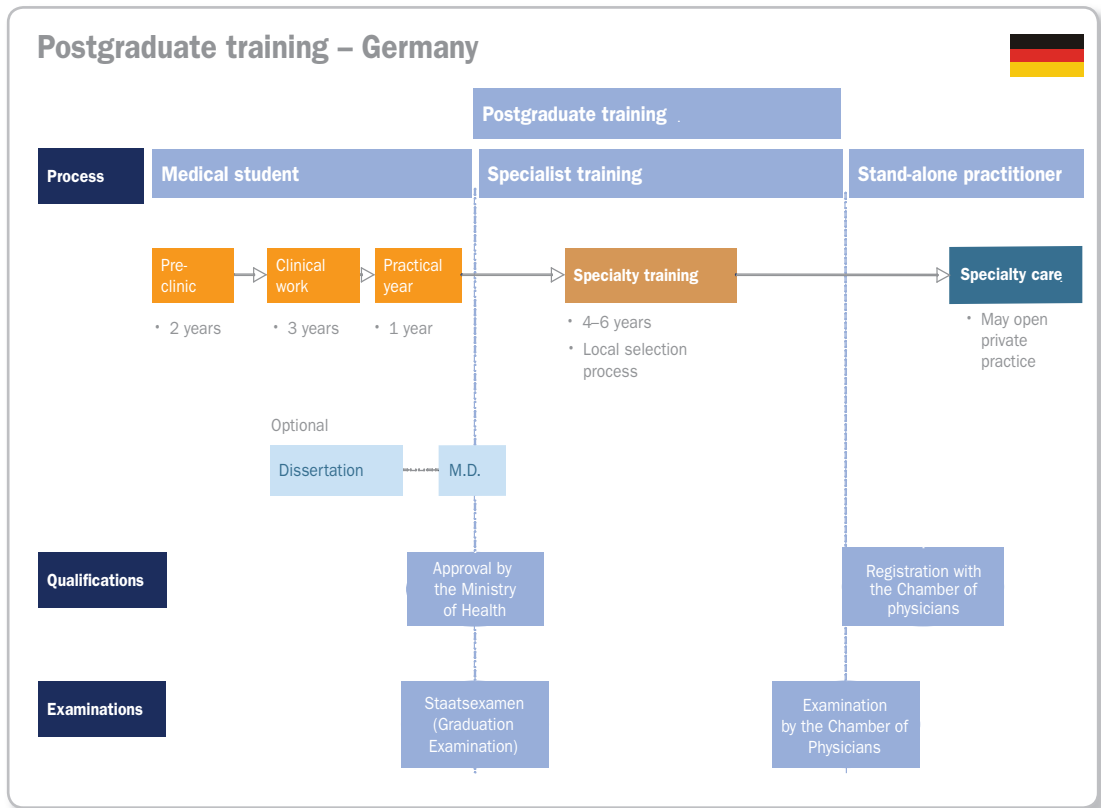 Postgraduate training – Germany
Postgraduate training .
Process
Medical student
Specialist training
Stand-alone practitioner
Pre-
clinic
Clinical
work
Practical
year
Specialty training
Specialty care
• 2 years
• 3 years
• 1 year
• 4–6 years
• Local selection
process
• May open
private
practice
Optional
Dissertation
M.D.
Qualifications
Approval by
the Ministry
of Health
Registration with
the Chamber of
physicians
Examinations
Staatsexamen
(Graduation
Examination)
Examination
by the Chamber of
Physicians